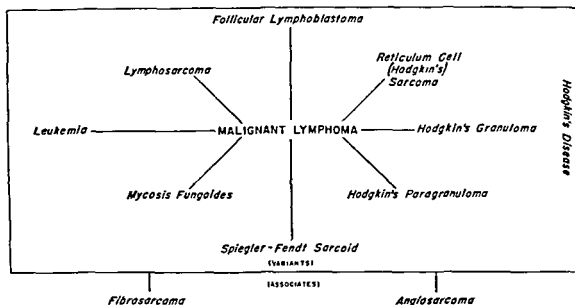 Follicular Lymphoblastoma
Reticulum Cell
(Hodgkin's)
Sarcoma
Lymphosarcoma
Leukemia
MALIGNANT LYMPHOMA
Hodgkin's Granuloma
Hodgkin's Disease
Mycosis Fungoides
Hodgkin's Paragranuloma
Spiegler-Fendt Sarcoid
(VARIANTS)
(ASSOCIATES)
Fibrosarcoma
Angiosarcoma